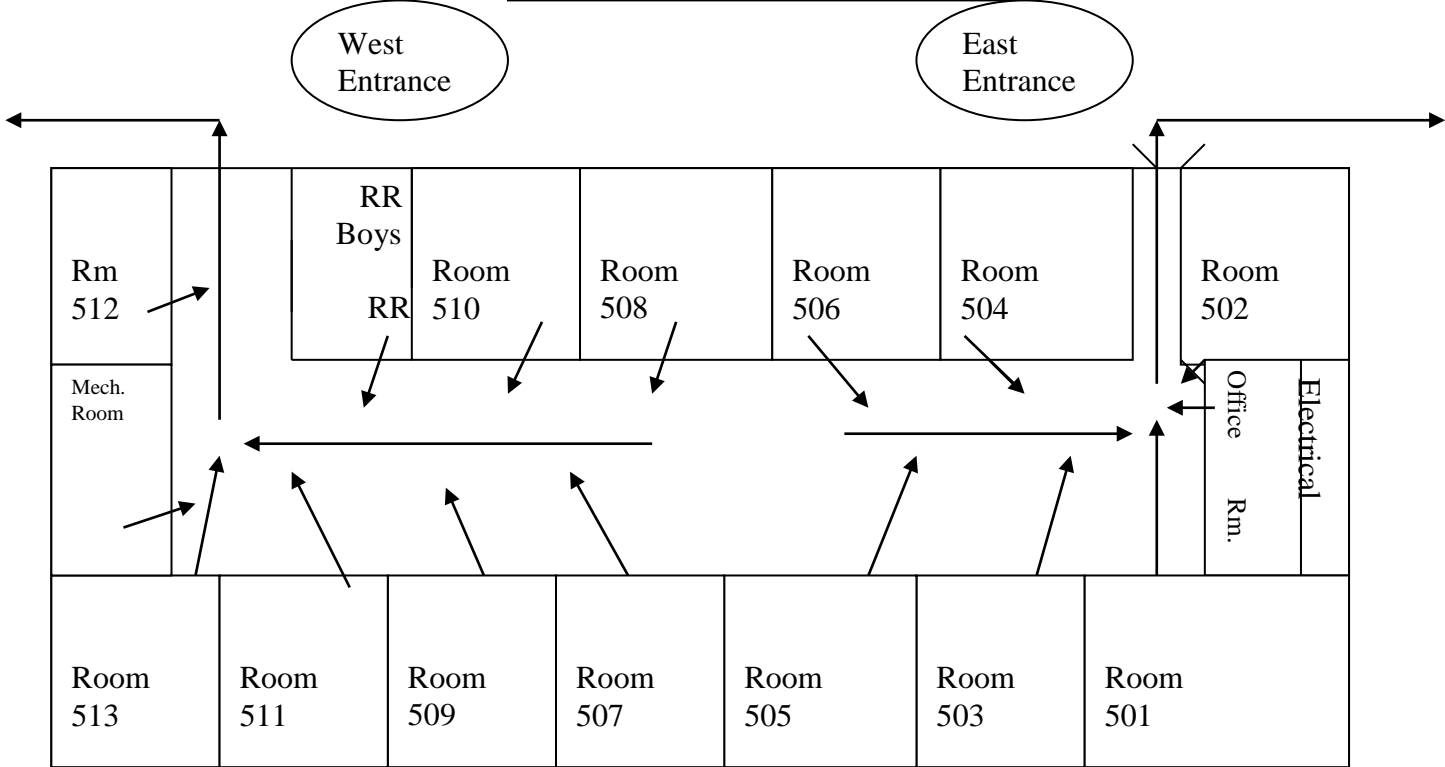 West
Entrance
East
Entrance
RR
Boys
RR
Rm
512
Room
510
Room
508
Room
506
Room
504
Room
502
Mech.
Room
Office Rm.
Electrical
Room
513
Room
511
Room
509
Room
507
Room
505
Room
503
Room
501